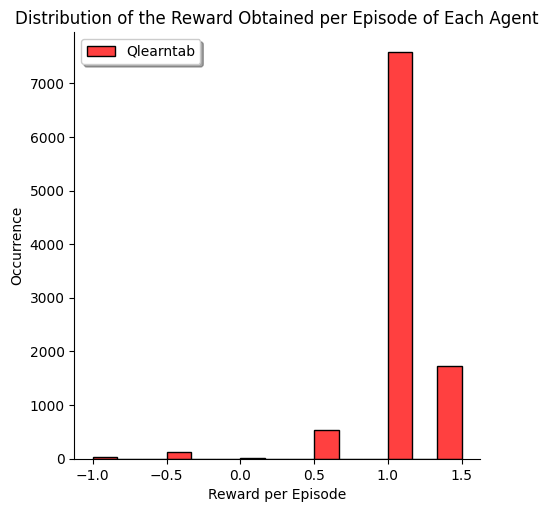 Distribution of the Reward Obtained per Episode of Each Agent
Qlearntab
7000
6000
5000
4000
3000
2000
1000
0
Occurrence
−1.0 −0.5 0.0 0.5 1.0 1.5
Reward per Episode